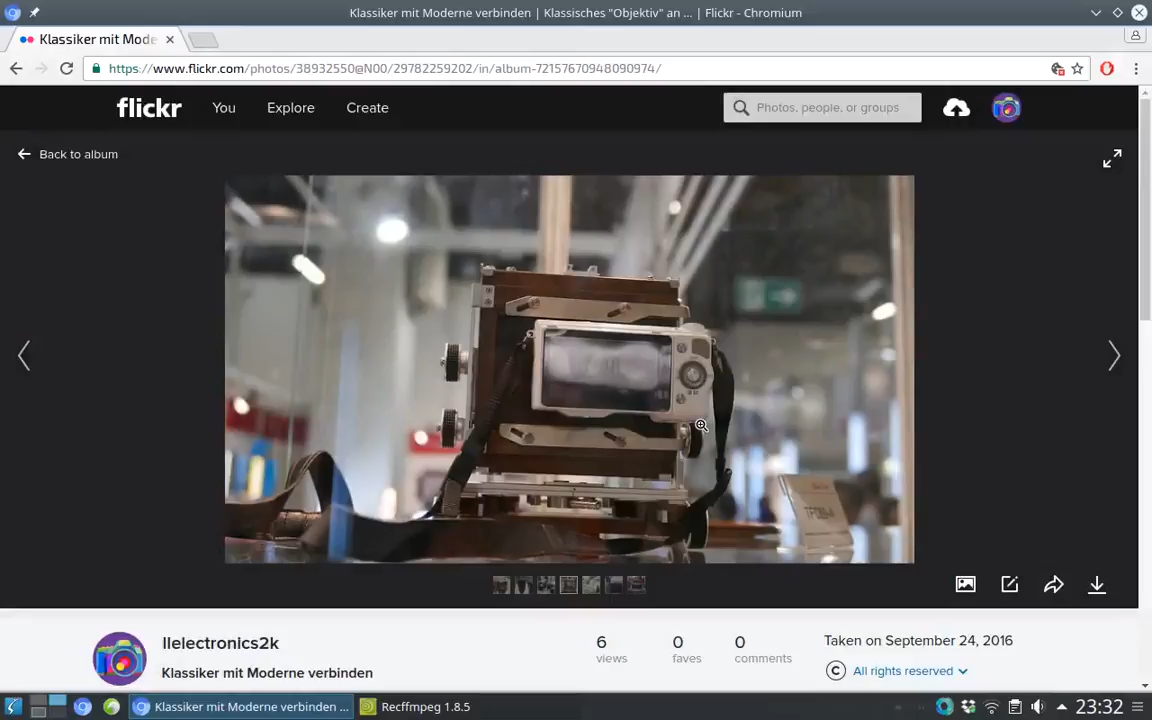 Klassiker mit Moderne verbinden | Klassisches "Objektiv" an ... | Flickr - Chromium
Klassiker mit Mode
https://www.flickr.com/photos/38932550@N00/29782259202/in/album-72157670948090974/
flickr
You
Explore
Create
Photos, people, or groups
Back to album
llelectronics2k
Klassiker mit Moderne verbinden
6
views
0
faves
0
comments
Taken on September 24, 2016
All rights reserved
Klassiker mit Moderne verbinden ...
Recffmpeg 1.8.5
23:32